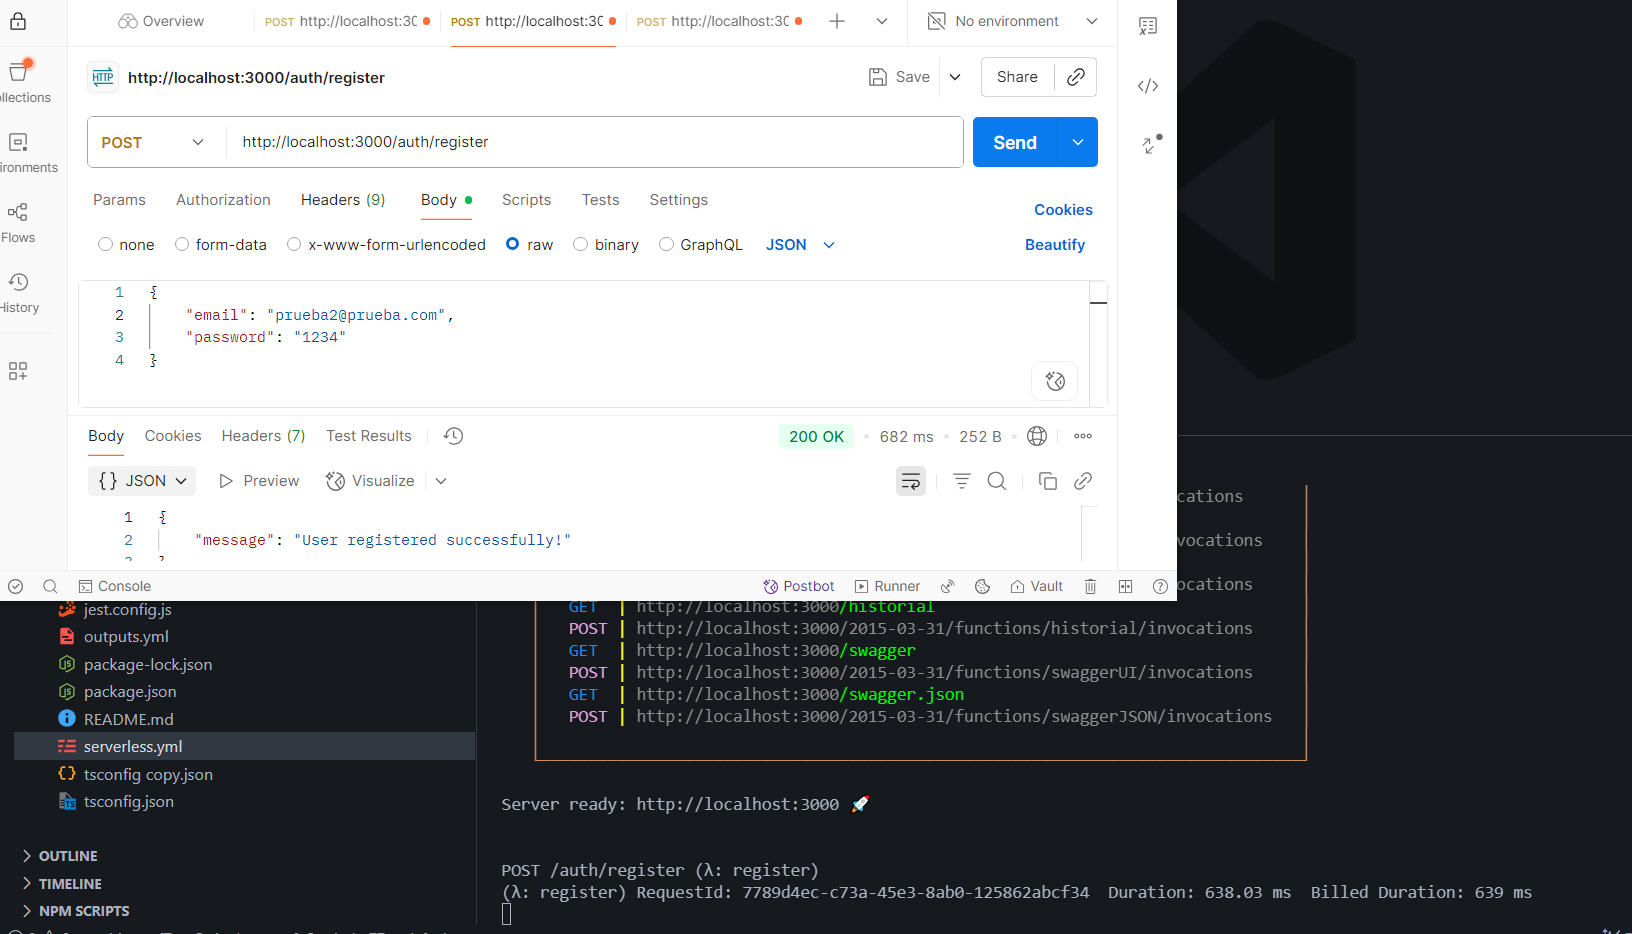 Overview POST http://localhost:3C POST http://localhost:3C POST http://localhost:3C No environment
llections
ironments
Flows
History
HTTP http://localhost:3000/auth/register Save Share
POST http://localhost:3000/auth/register Send
Params Authorization Headers (9) Body Scripts Tests Settings Cookies
none form-data x-www-form-urlencoded raw binary GraphQL JSON Beautify
1 {
2 "email": "prueba2@prueba.com",
3 "password": "1234"
4 }
Body Cookies Headers (7) Test Results 200 OK 682 ms 252 B
{} JSON Preview Visualize
1 {
2 "message": "User registered successfully!"
Console Postbot Runner Vault
jest.config.js
outputs.yml
package-lock.json
package.json
README.md
serverless.yml
tsconfig copy.json
tsconfig.json
OUTLINE
TIMELINE
NPM SCRIPTS
cations
vocations
ocations
GET | http://localhost:3000/historial
POST | http://localhost:3000/2015-03-31/functions/historial/invocations
GET | http://localhost:3000/swagger
POST | http://localhost:3000/2015-03-31/functions/swaggerUI/invocations
GET | http://localhost:3000/swagger.json
POST | http://localhost:3000/2015-03-31/functions/swaggerJSON/invocations
Server ready: http://localhost:3000 🚀
POST /auth/register (λ: register)
(λ: register) RequestId: 7789d4ec-c73a-45e3-8ab0-125862abcf34 Duration: 638.03 ms Billed Duration: 639 ms